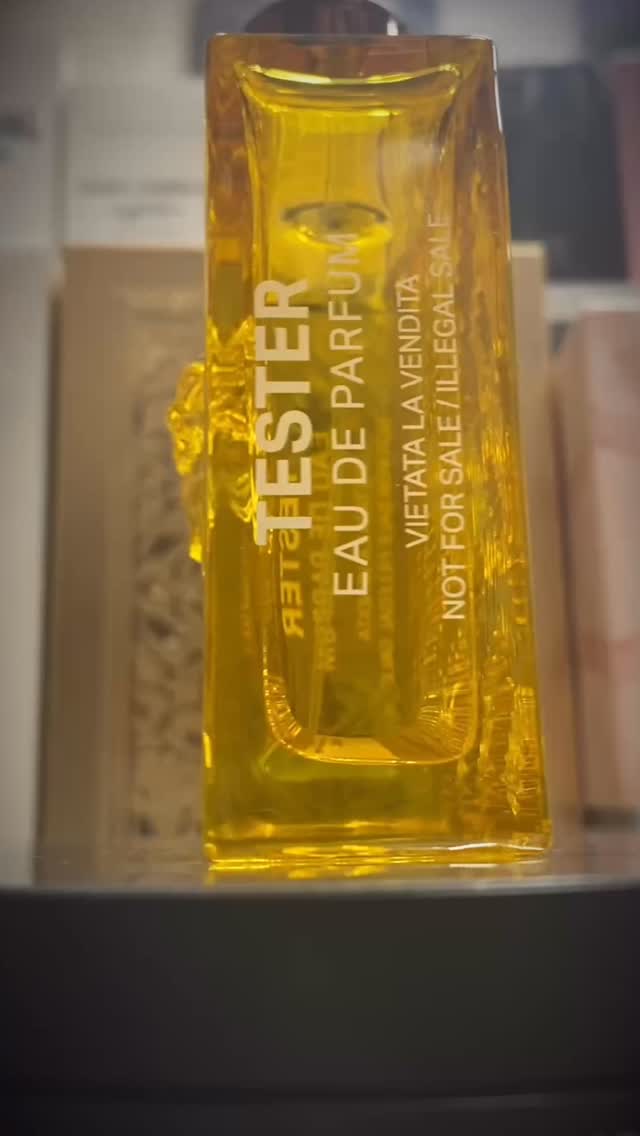 TESTER
EAU DE PARFUM
VIETATA LA VENDITA
NOT FOR SALE / ILLEGAL SALE